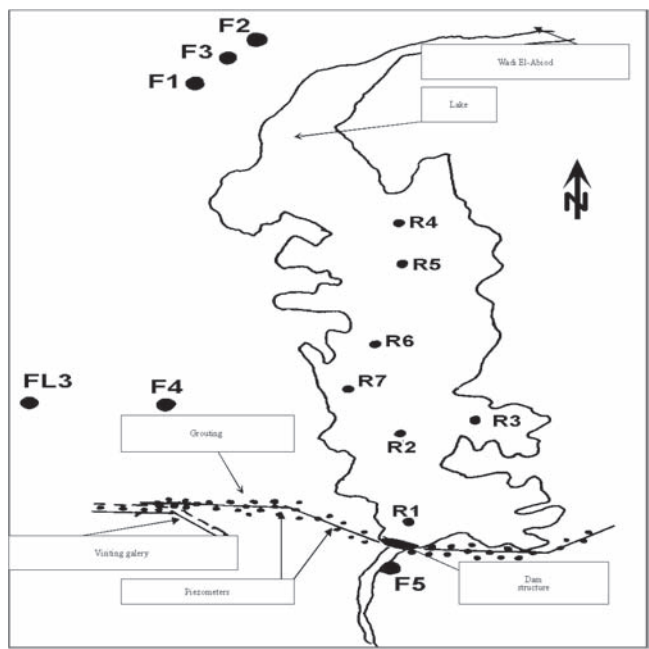 F2
F3
F1
Wadi El-Abiod
Lake
N
R4
R5
R6
R7
FL3
F4
R3
R2
Grouting
R1
Visiting galery
Piezometers
F5
Dam
structure